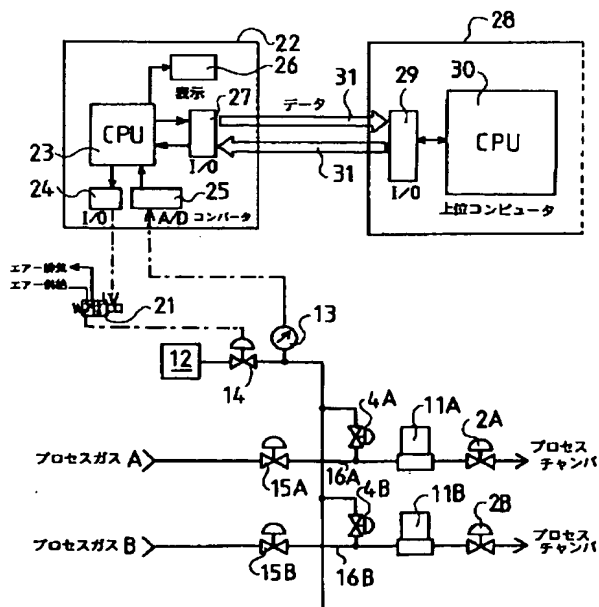 22
28
26
表示
27
データ
31
29
30
CPU
CPU
23
I/O
31
24
25
I/O
I/O
A/D コンバータ
上位コンピュータ
エアー排気
エアー供給
21
13
12
14
4A
11A
2A
プロセスガス A
プロセス
チャンバ
15A
16A
4B
11B
2B
プロセスガス B
プロセス
チャンバ
15B
16B